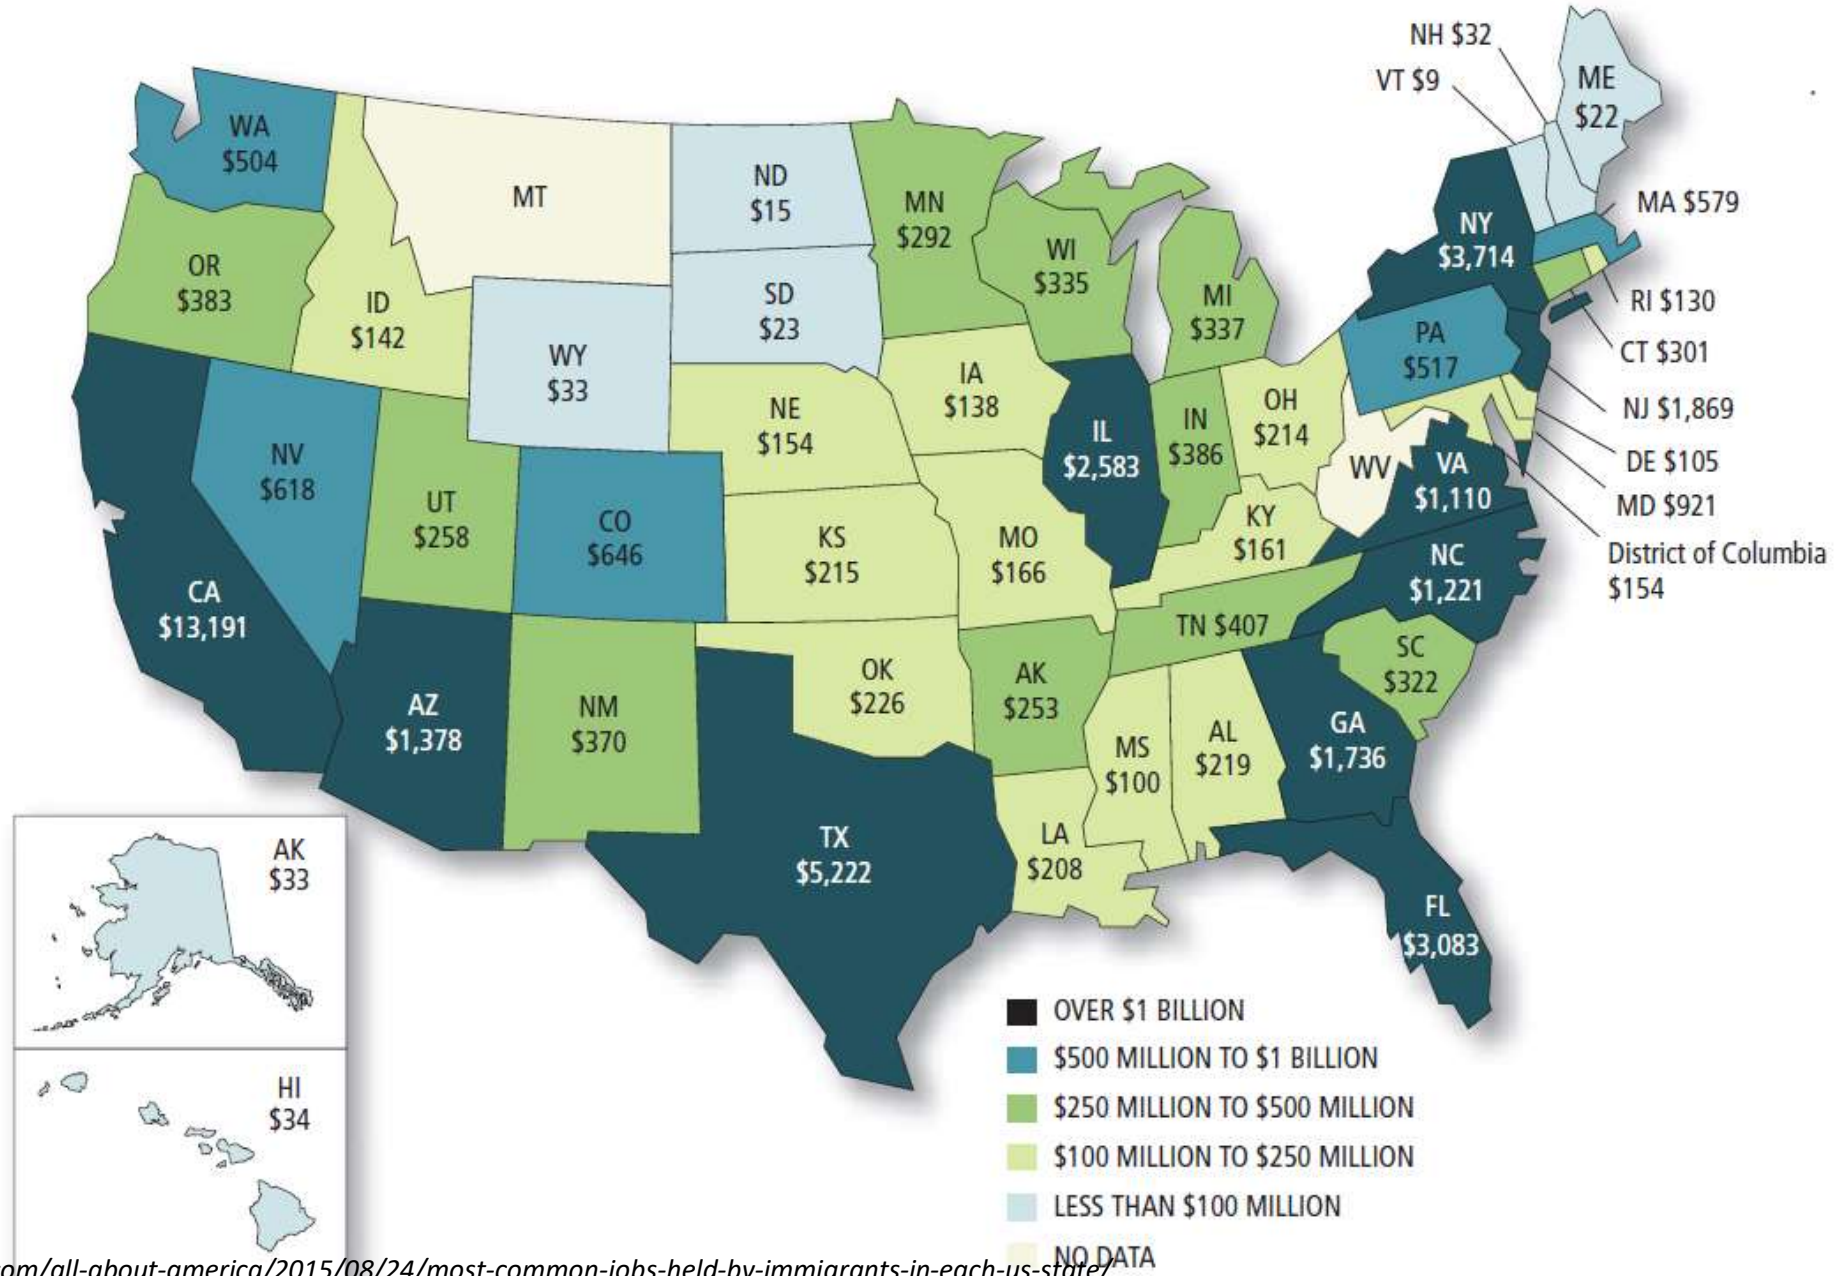 NH $32
VT $9
ME
$22
WA
$504
MT
ND
$15
MN
$292
MA $579
NY
$3,714
OR
$383
WI
$335
ID
$142
SD
$23
MI
$337
RI $130
WY
$33
PA
$517
CT $301
IA
$138
NE
$154
OH
$214
IN
$386
IL
$2,583
NJ $1,869
NV
$618
WV
VA
$1,110
DE $105
MD $921
UT
$258
CO
$646
KS
$215
MO
$166
KY
$161
District of Columbia
$154
NC
$1,221
CA
$13,191
TN $407
SC
$322
OK
$226
AK
$253
AZ
$1,378
NM
$370
MS
$100
AL
$219
GA
$1,736
TX
$5,222
LA
$208
AK
$33
FL
$3,083
OVER $1 BILLION
$500 MILLION TO $1 BILLION
$250 MILLION TO $500 MILLION
$100 MILLION TO $250 MILLION
LESS THAN $100 MILLION
NO DATA
HI
$34
om/all-about-america/2015/08/24/most-common-jobs-held-by-immigrants-in-each-us-state/